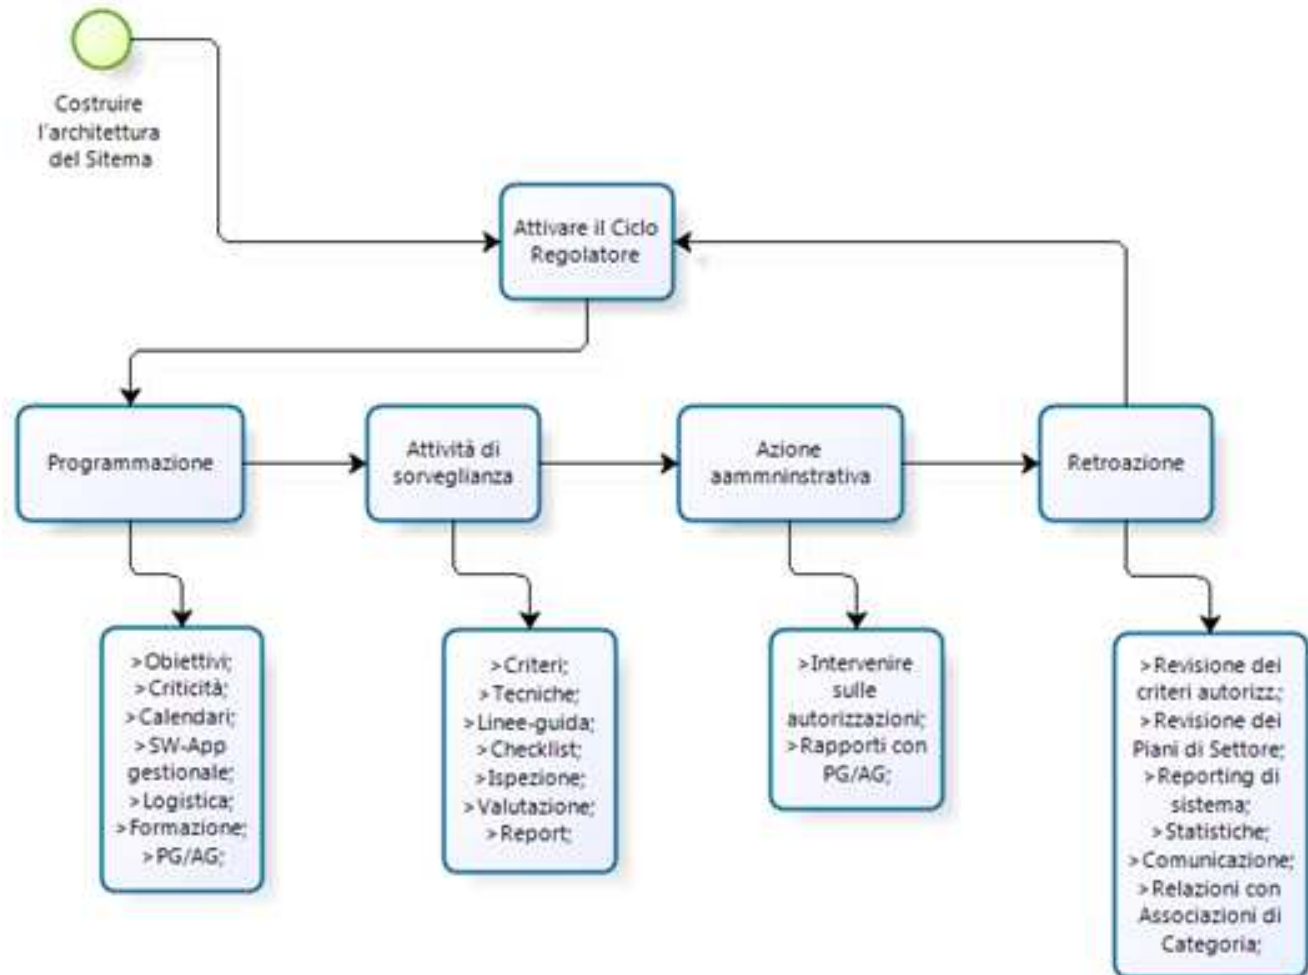 Costruire
l'architettura
del Sitema
Attivare il Ciclo
Regolatore
Programmazione
Attività di
sorveglianza
Azione
aammninstrativa
Retroazione
>Obiettivi;
>Criticità;
>Calendari;
>SW-App
gestionale;
>Logistica;
>Formazione;
>PG/AG;
>Criteri;
>Tecniche;
>Linee-guida;
>Checklist;
>Ispezione;
>Valutazione;
>Report;
>Intervenire
sulle
autorizzazioni;
>Rapporti con
PG/AG;
>Revisione dei
criteri autorizz.;
>Revisione dei
Piani di Settore;
>Reporting di
sistema;
>Statistiche;
>Comunicazione;
>Relazioni con
Associazioni di
Categoria;